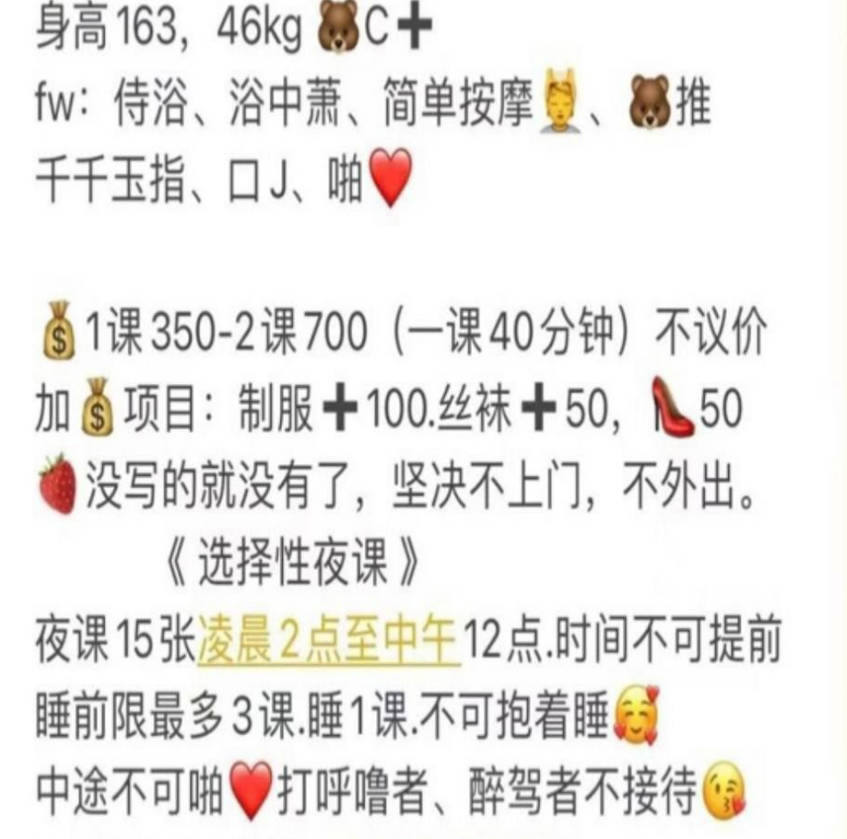 身高163，46kg 🐻C➕
fw：侍浴、浴中萧、简单按摩💆、🐻推
千千玉指、口J、啪❤️
💰1课350-2课700（一课40分钟）不议价
加💰项目：制服➕100.丝袜➕50，👠50
🍓没写的就没有了，坚决不上门，不外出。
《 选择性夜课 》
夜课15张凌晨2点至中午12点.时间不可提前
睡前限最多3课.睡1课.不可抱着睡🥰
中途不可啪❤️打呼噜者、醉驾者不接待😘